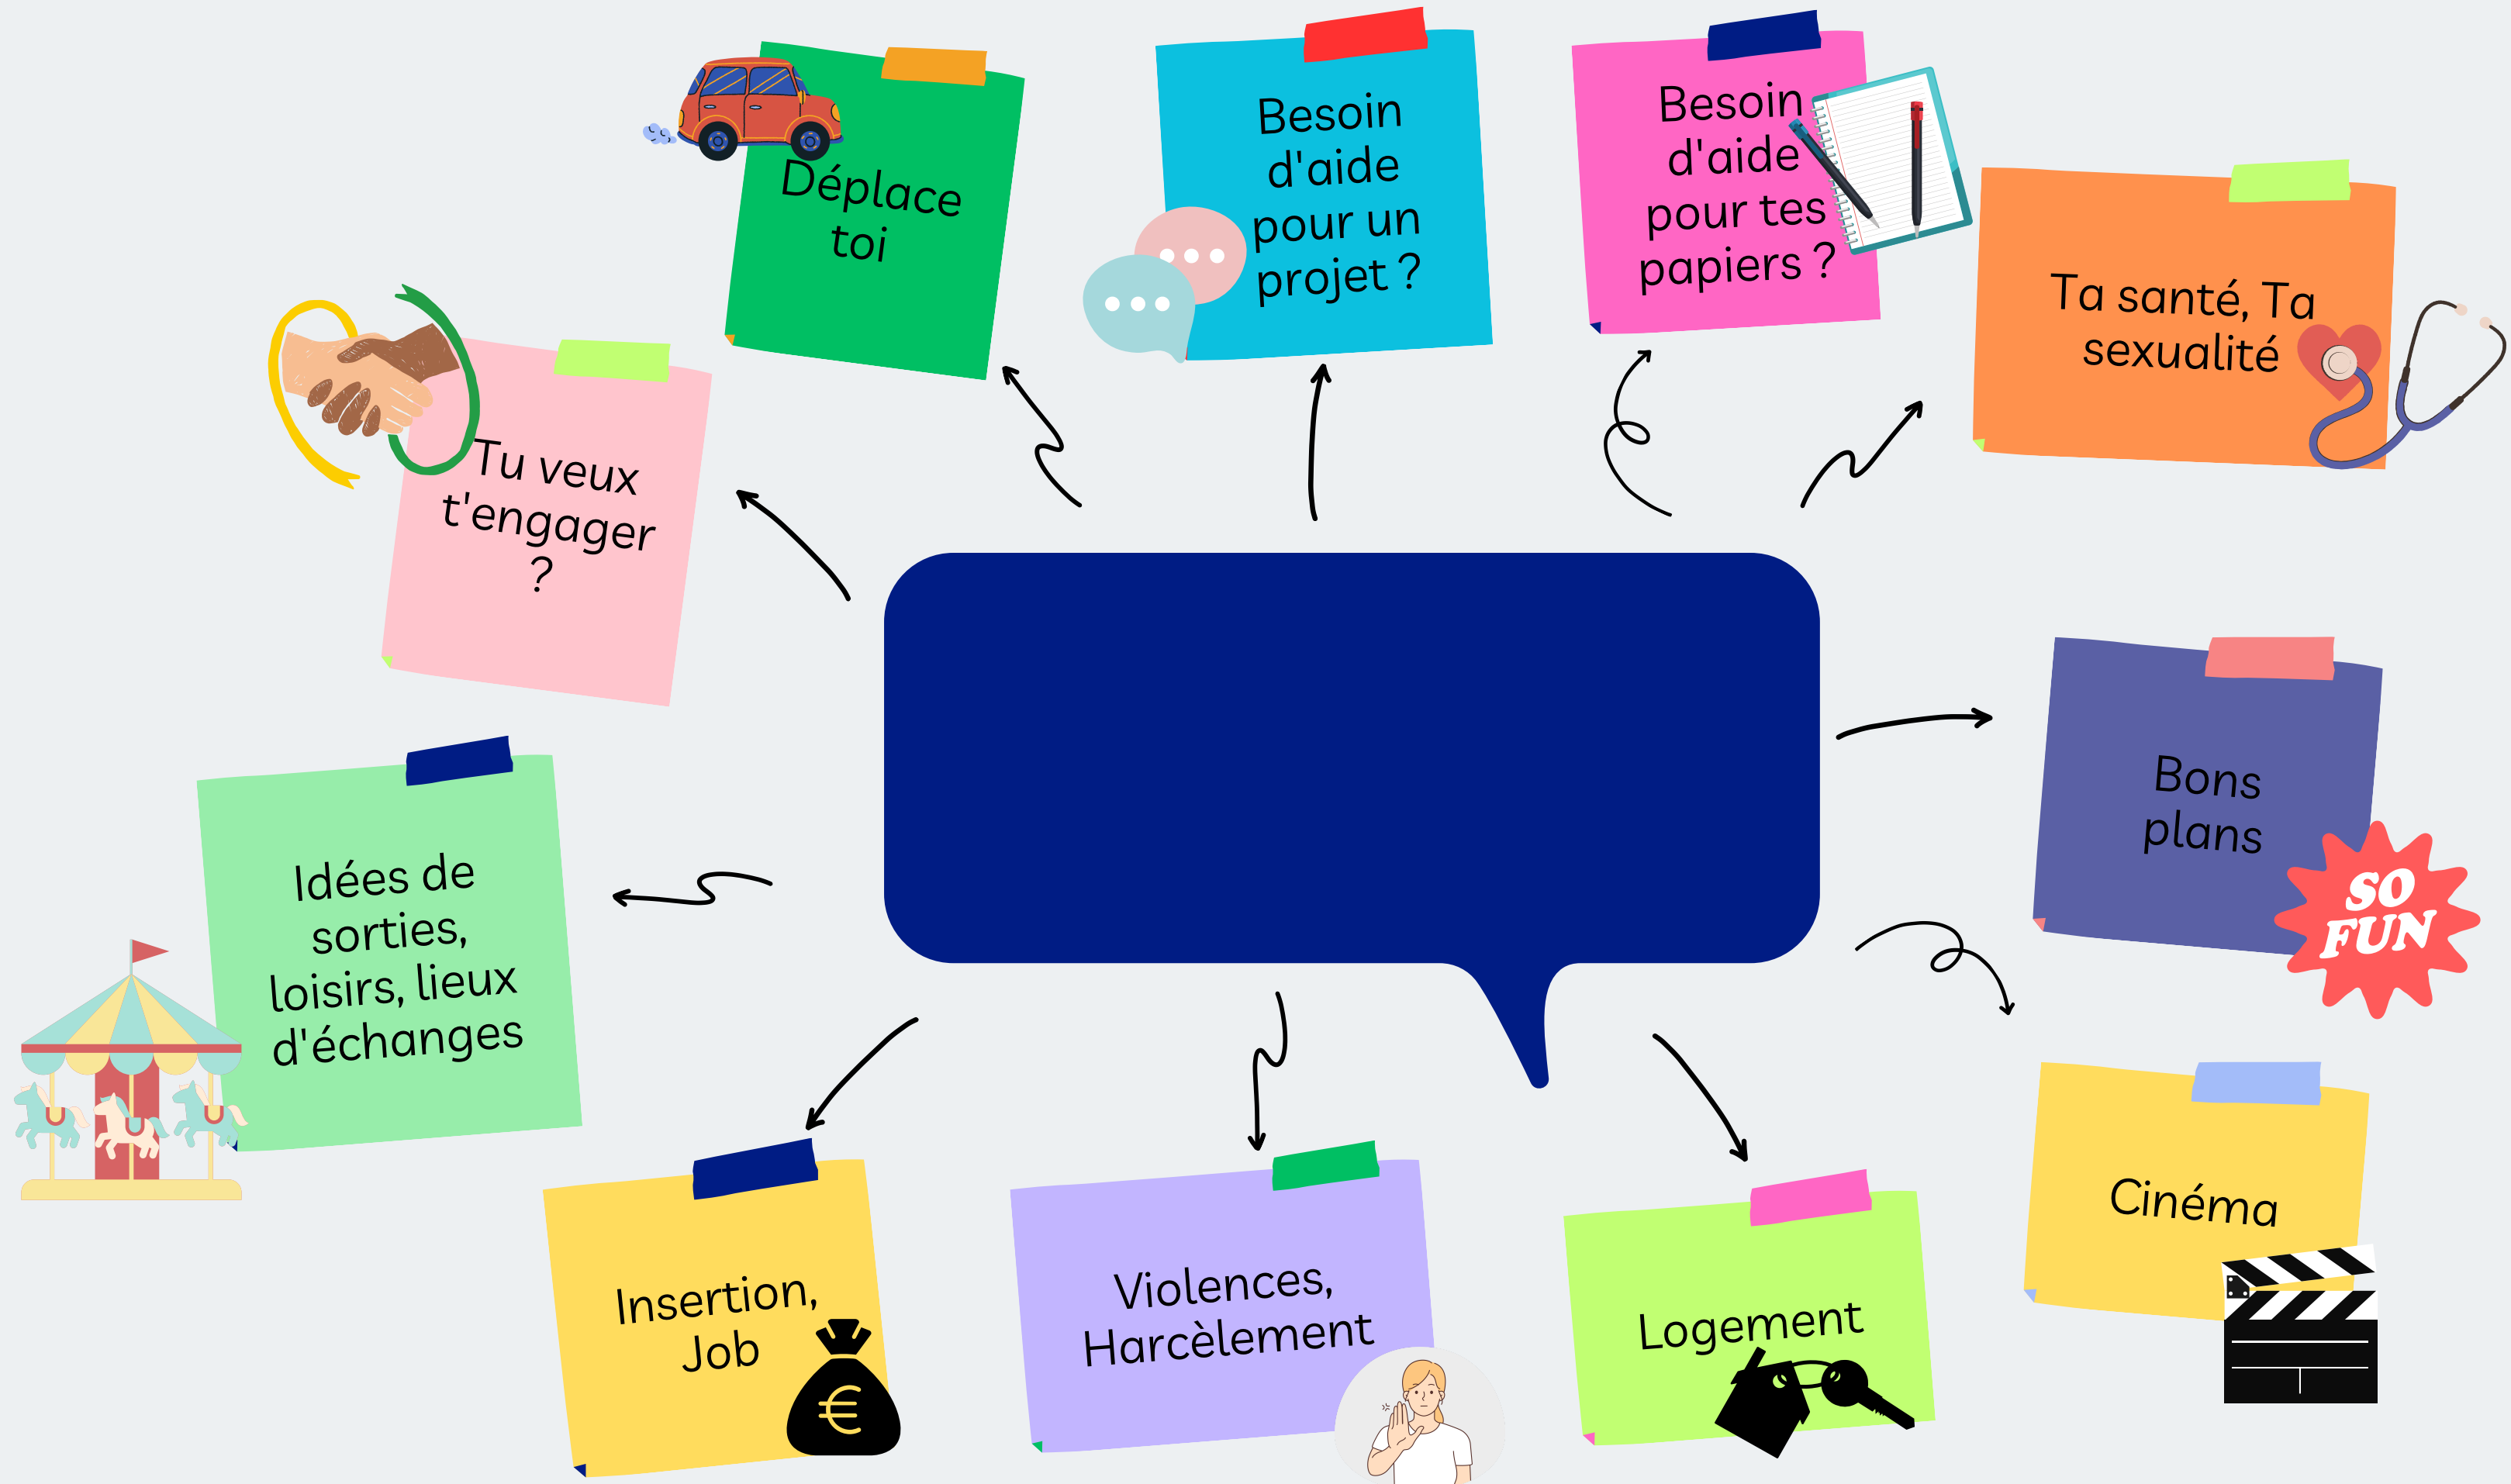 Déplace
toi
Besoin
d'aide
pour un
projet ?
Besoin
d'aide
pour tes
papiers ?
Ta santé, Ta
sexualité
Tu veux
t'engager
?
Bons
plans
SO
FUN
Idées de
sorties,
loisirs, lieux
d'échanges
Cinéma
Insertion,
Job
€
Violences,
Harcèlement
Logement